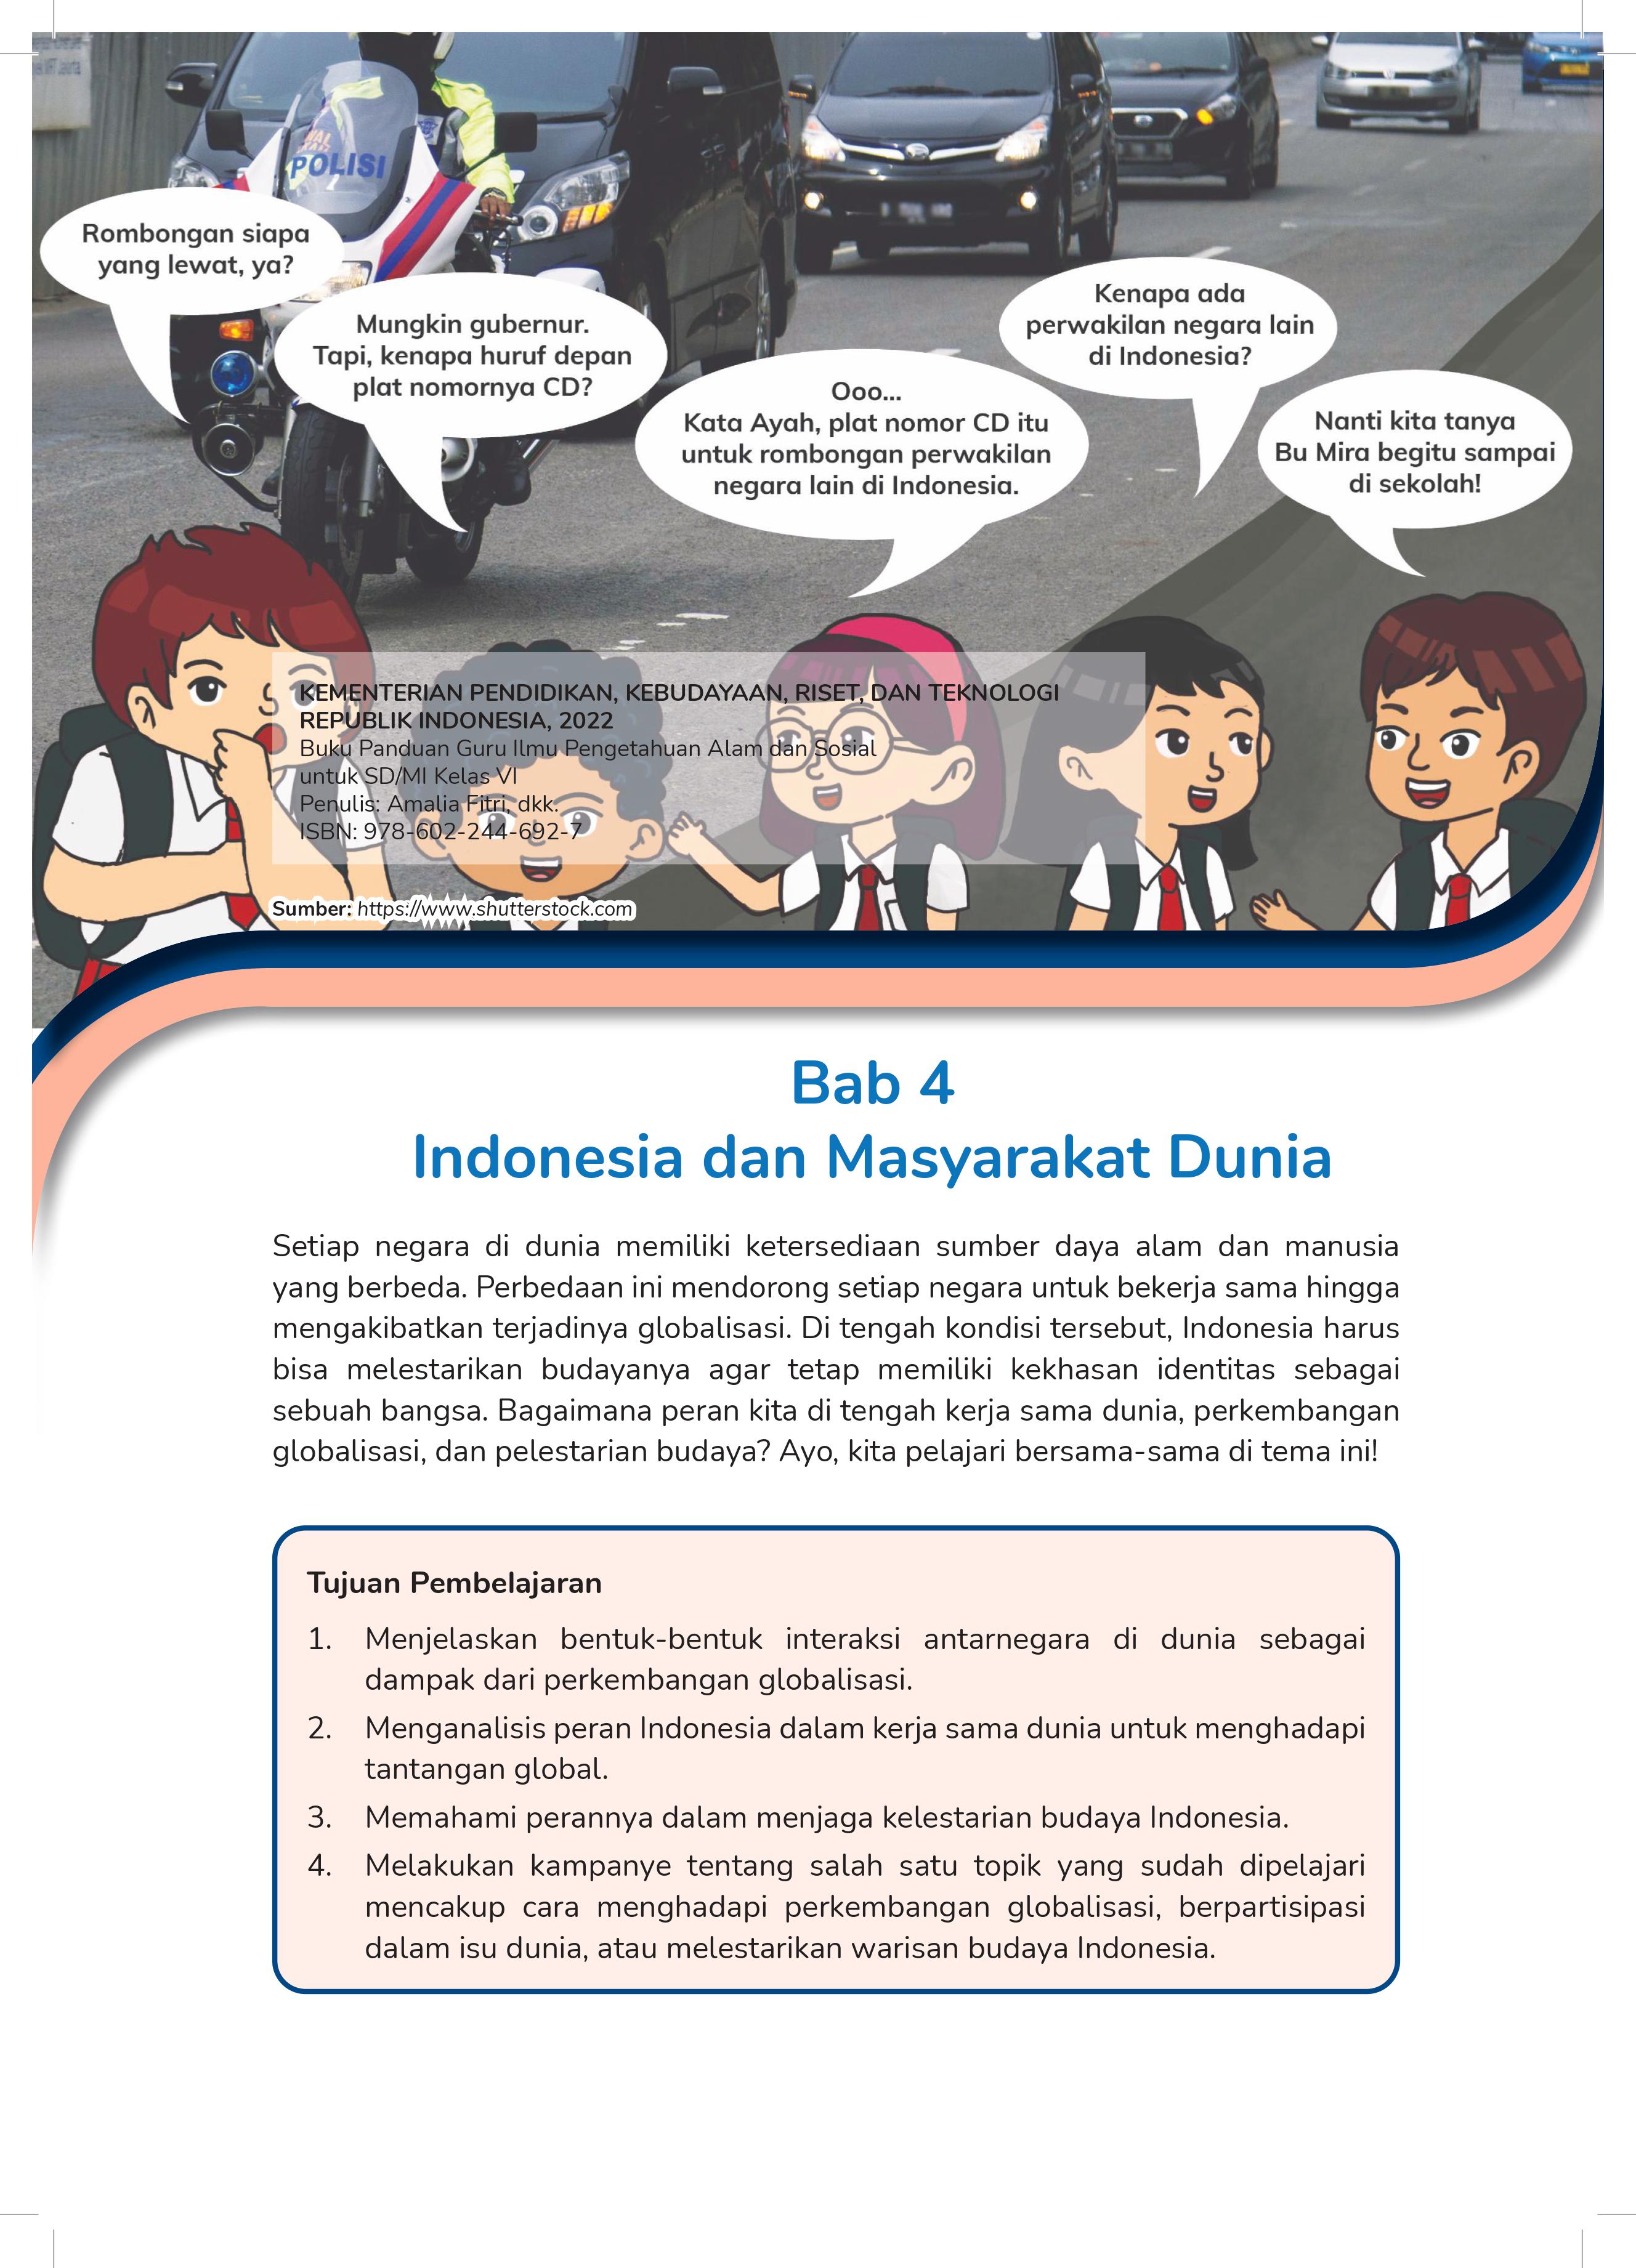 POLISI
Rombongan siapa
yang lewat, ya?
Mungkin gubernur.
Tapi, kenapa huruf depan
plat nomornya CD?
Ooo...
Kata Ayah, plat nomor CD itu
untuk rombongan perwakilan
negara lain di Indonesia.
Kenapa ada
perwakilan negara lain
di Indonesia?
Nanti kita tanya
Bu Mira begitu sampai
di sekolah!
KEMENTERIAN PENDIDIKAN, KEBUDAYAAN, RISET, DAN TEKNOLOGI
REPUBLIK INDONESIA, 2022
Buku Panduan Guru Ilmu Pengetahuan Alam dan Sosial
untuk SD/MI Kelas VI
Penulis: Amalia Fitri, dkk.
ISBN: 978-602-244-692-7
Sumber: https://www.shutterstock.com
Bab 4
Indonesia dan Masyarakat Dunia
Setiap negara di dunia memiliki ketersediaan sumber daya alam dan manusia
yang berbeda. Perbedaan ini mendorong setiap negara untuk bekerja sama hingga
mengakibatkan terjadinya globalisasi. Di tengah kondisi tersebut, Indonesia harus
bisa melestarikan budayanya agar tetap memiliki kekhasan identitas sebagai
sebuah bangsa. Bagaimana peran kita di tengah kerja sama dunia, perkembangan
globalisasi, dan pelestarian budaya? Ayo, kita pelajari bersama-sama di tema ini!
Tujuan Pembelajaran
1. Menjelaskan bentuk-bentuk interaksi antarnegara di dunia sebagai
dampak dari perkembangan globalisasi.
2. Menganalisis peran Indonesia dalam kerja sama dunia untuk menghadapi
tantangan global.
3. Memahami perannya dalam menjaga kelestarian budaya Indonesia.
4. Melakukan kampanye tentang salah satu topik yang sudah dipelajari
mencakup cara menghadapi perkembangan globalisasi, berpartisipasi
dalam isu dunia, atau melestarikan warisan budaya Indonesia.